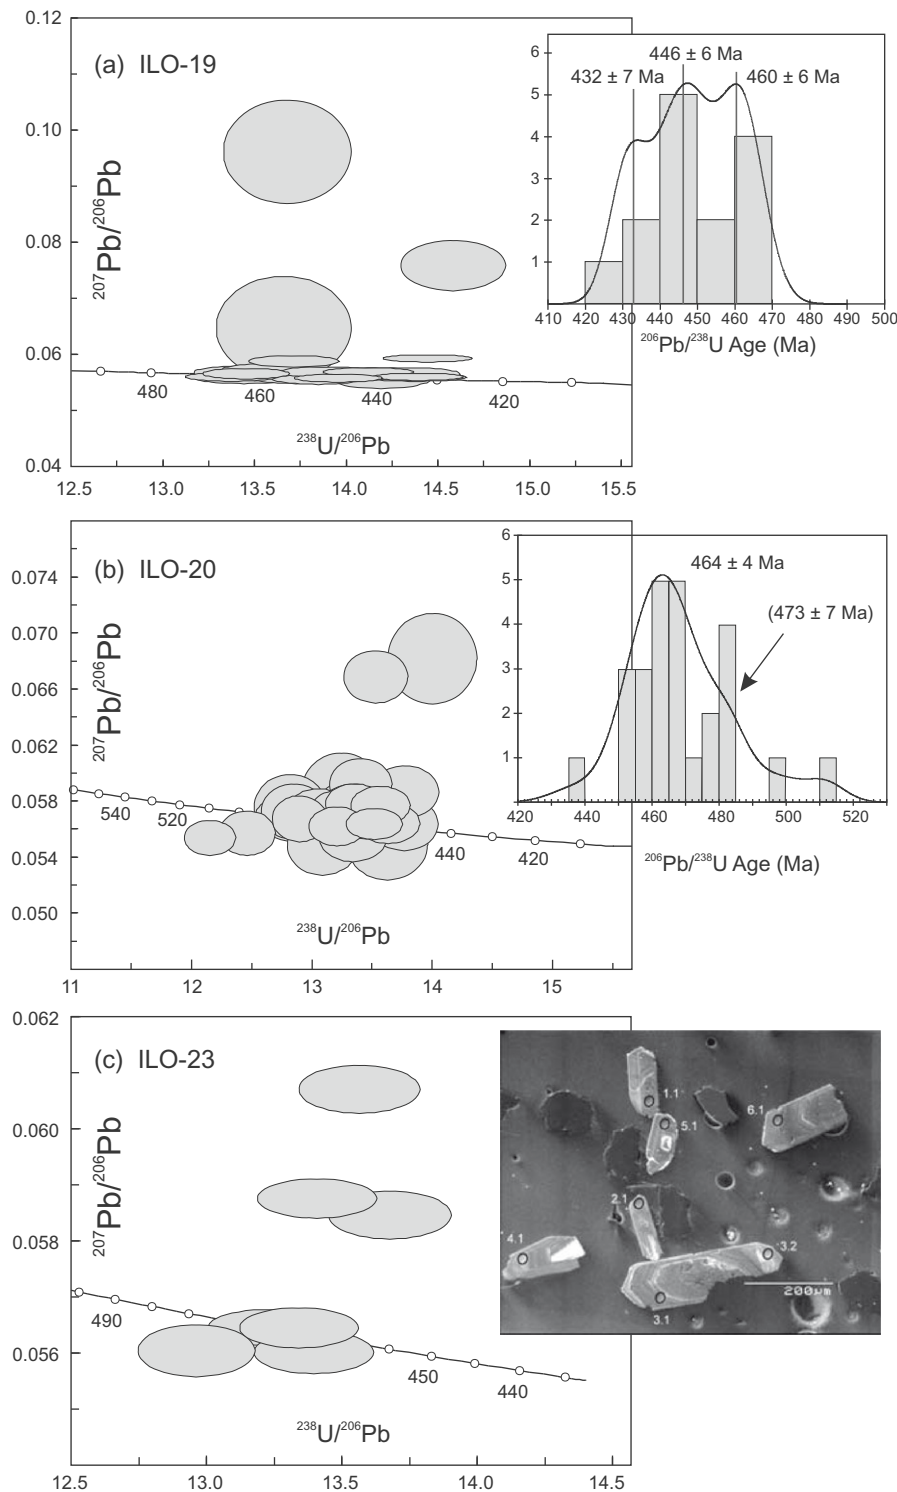 (a) ILO-19
0.12
0.10
0.08
0.06
0.04
²⁰⁷Pb/²⁰⁶Pb
480
460
440
420
²³⁸U/²⁰⁶Pb
12.5 13.0 13.5 14.0 14.5 15.0 15.5
446 ± 6 Ma
432 ± 7 Ma
460 ± 6 Ma
6
5
4
3
2
1
410 420 430 440 450 460 470 480 490 500
²⁰⁶Pb/²³⁸U Age (Ma)
(b) ILO-20
0.074
0.070
0.066
0.062
0.058
0.054
0.050
²⁰⁷Pb/²⁰⁶Pb
540
520
440
420
²³⁸U/²⁰⁶Pb
11 12 13 14 15
464 ± 4 Ma
(473 ± 7 Ma)
6
5
4
3
2
1
420 440 460 480 500 520
²⁰⁶Pb/²³⁸U Age (Ma)
(c) ILO-23
0.062
0.060
0.058
0.056
²⁰⁷Pb/²⁰⁶Pb
490
450
440
²³⁸U/²⁰⁶Pb
12.5 13.0 13.5 14.0 14.5
1.1
5.1
6.1
2.1
4.1
3.2
3.1
200µm